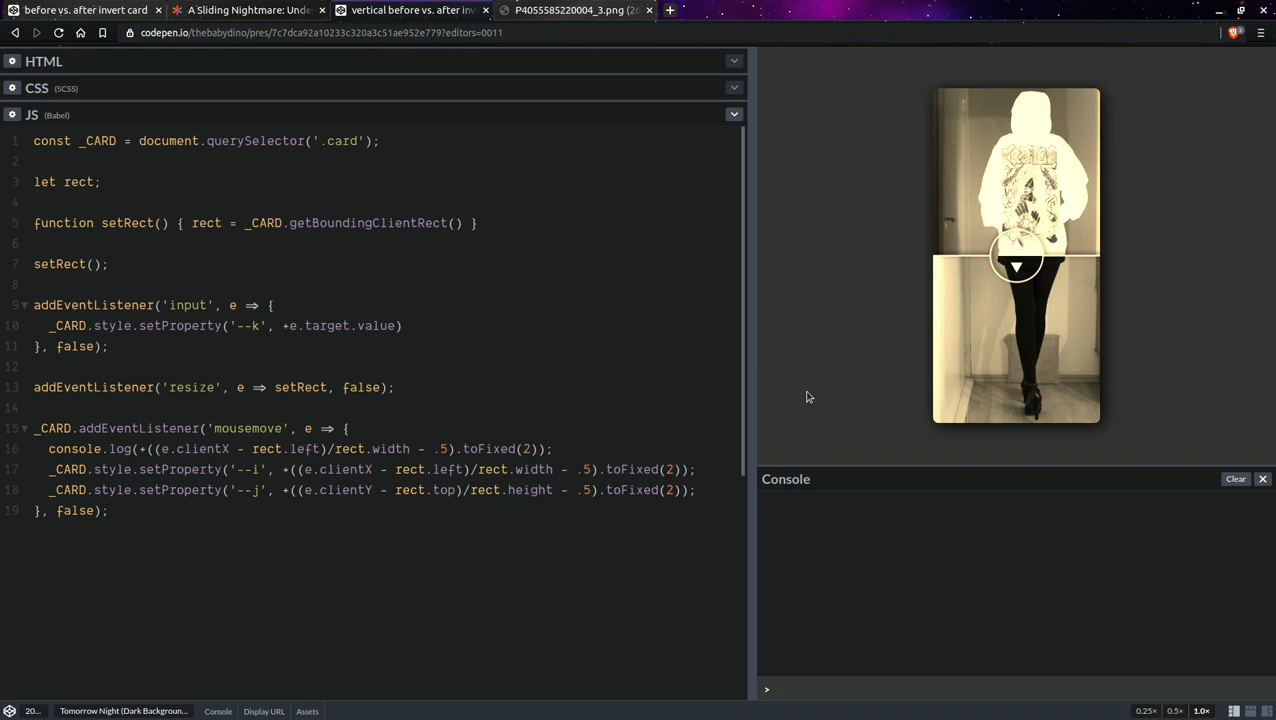 before vs. after invert card ×
A Sliding Nightmare: Unde ×
vertical before vs. after inv ×
P4055585220004_3.png (26 ×
codepen.io/thebabydino/pres/7c7dca92a10233c320a3c51ae952e779?editors=0011
2
HTML
CSS (SCSS)
JS (Babel)
1 const _CARD = document.querySelector('.card');
2
3 let rect;
4
5 function setRect() { rect = _CARD.getBoundingClientRect() }
6
7 setRect();
8
9 addEventListener('input', e => {
10 _CARD.style.setProperty('--k', +e.target.value)
11 }, false);
12
13 addEventListener('resize', e => setRect, false);
14
15 _CARD.addEventListener('mousemove', e => {
16 console.log(+((e.clientX - rect.left)/rect.width - .5).toFixed(2));
17 _CARD.style.setProperty('--i', +((e.clientX - rect.left)/rect.width - .5).toFixed(2));
18 _CARD.style.setProperty('--j', +((e.clientY - rect.top)/rect.height - .5).toFixed(2));
19 }, false);
Console
Clear
>
20...
Tomorrow Night (Dark Backgroun...
Console
Display URL
Assets
0.25×
0.5×
1.0×